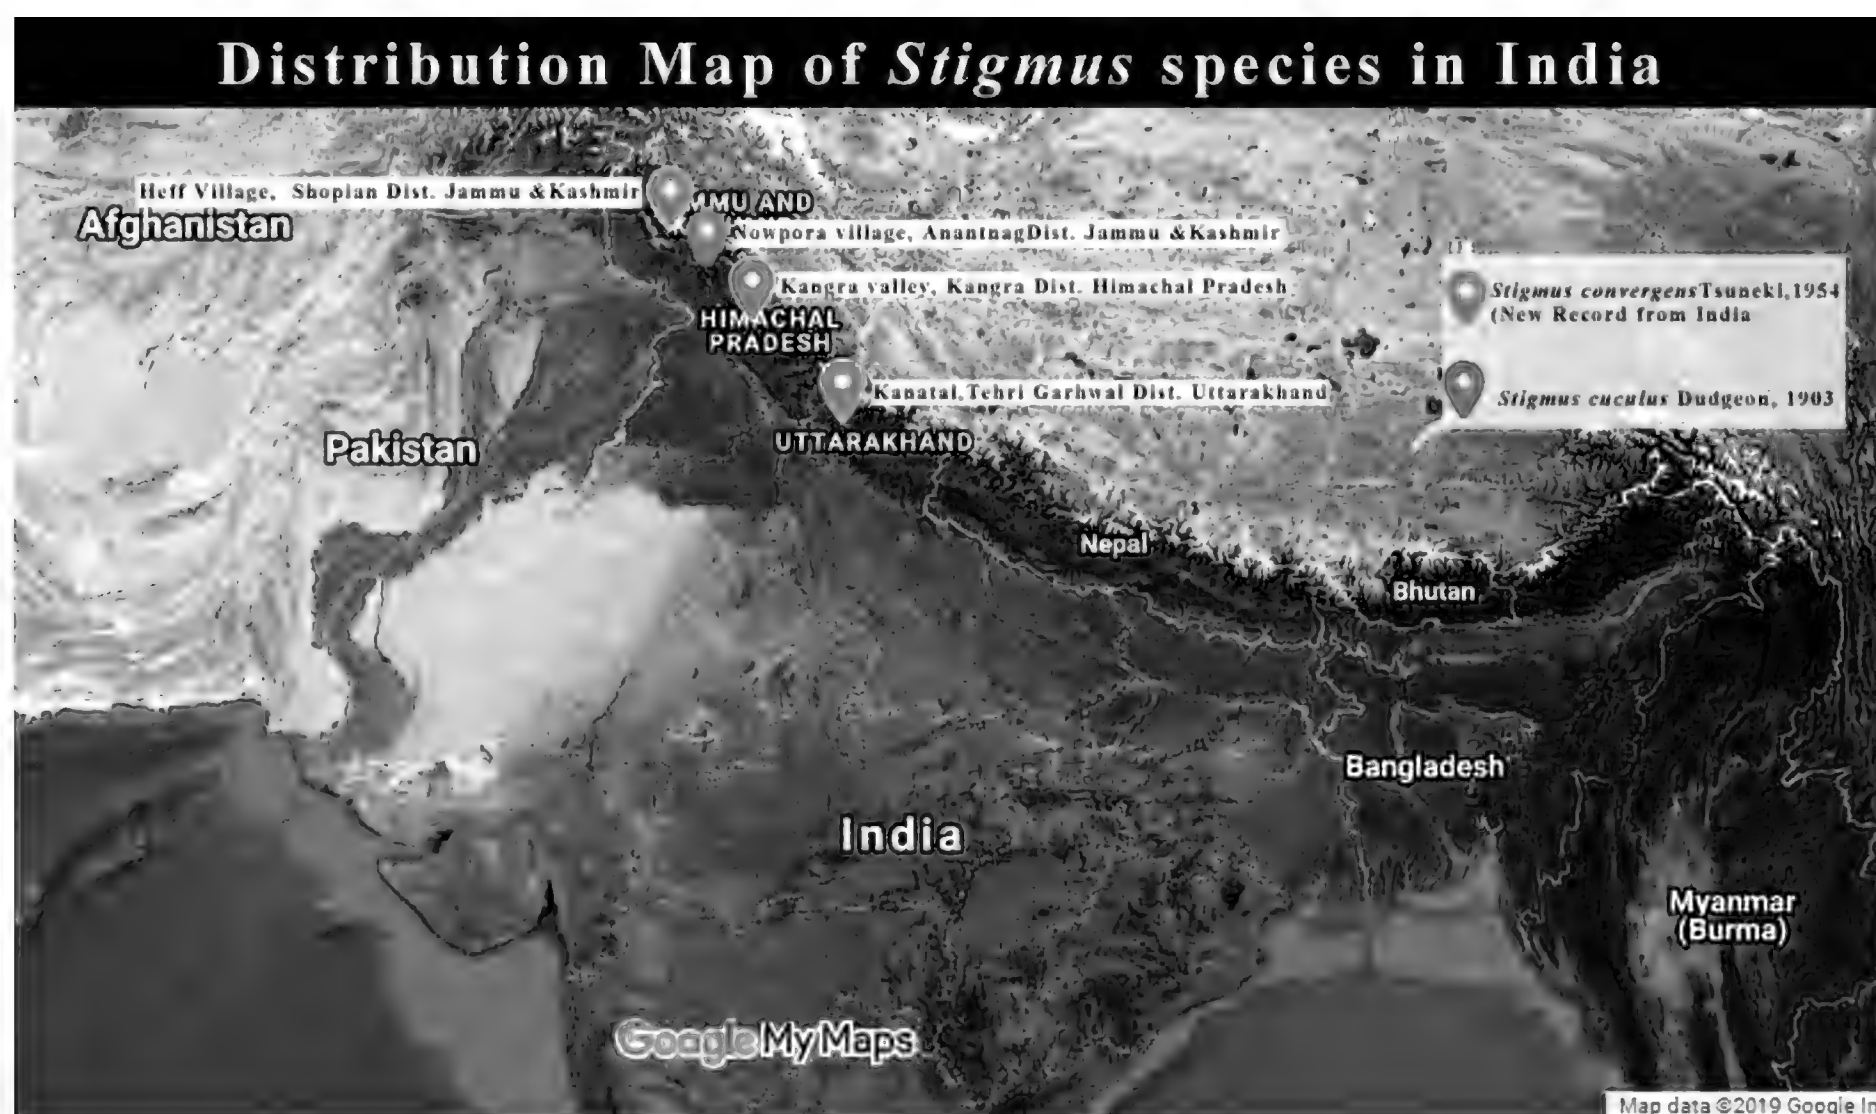 Distribution Map of Stigmus species in India
Heff Village, Shopian Dist. Jammu &Kashmir
MMU AND
Afghanistan
Nowpora village, AnantnagDist. Jammu &Kashmir
Kangra valley, Kangra Dist. Himachal Pradesh
Stigmus convergensTsuneki,1954
(New Record from India
HIMACHAL
PRADESH
Kanatal,Tehri Garhwal Dist. Uttarakhand
Stigmus cuculus Dudgeon, 1903
UTTARAKHAND
Pakistan
Nepal
Bhutan
Bangladesh
India
Myanmar
(Burma)
Google My Maps
Map data ©2019 Google In